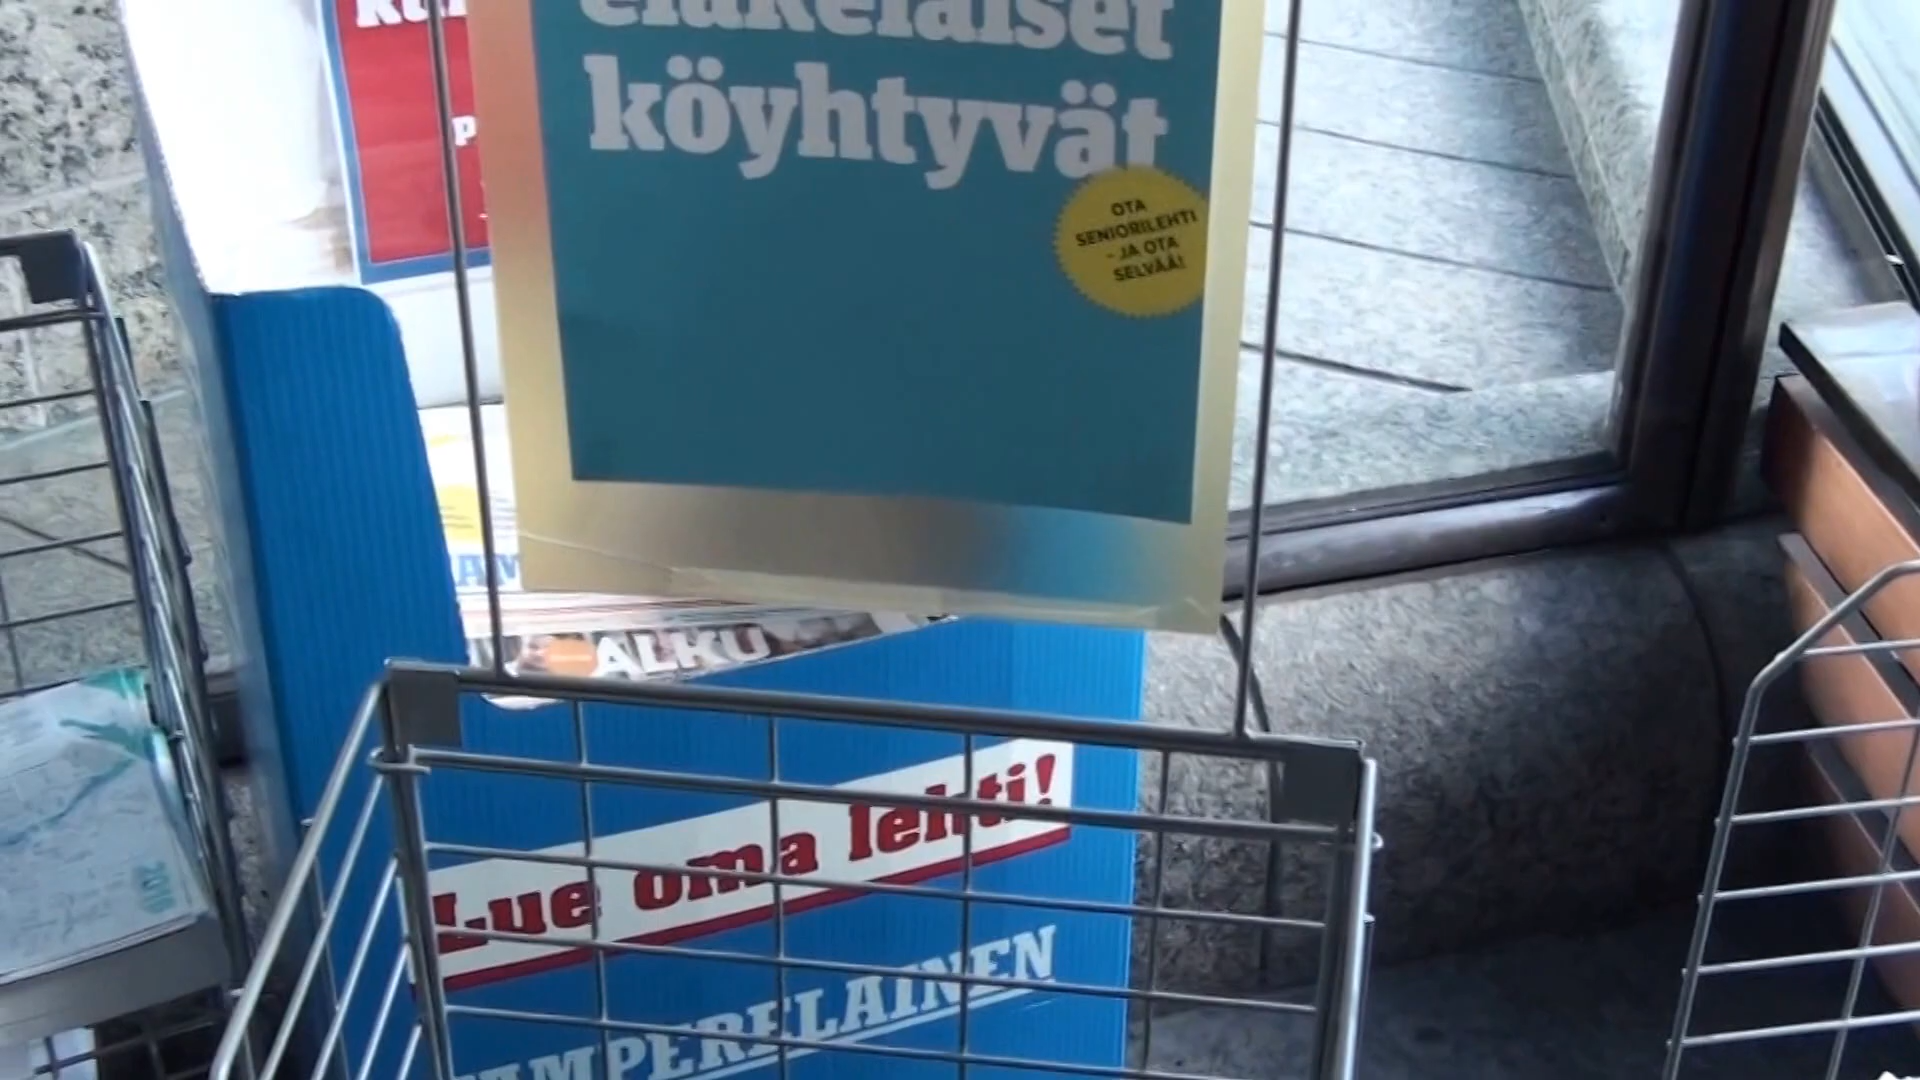 eläkeläiset
köyhtyvät
OTA
SENIORILEHTI
- JA OTA
SELVÄÄ!
ALKU
Lue oma lehti!
TAMPERELAINEN